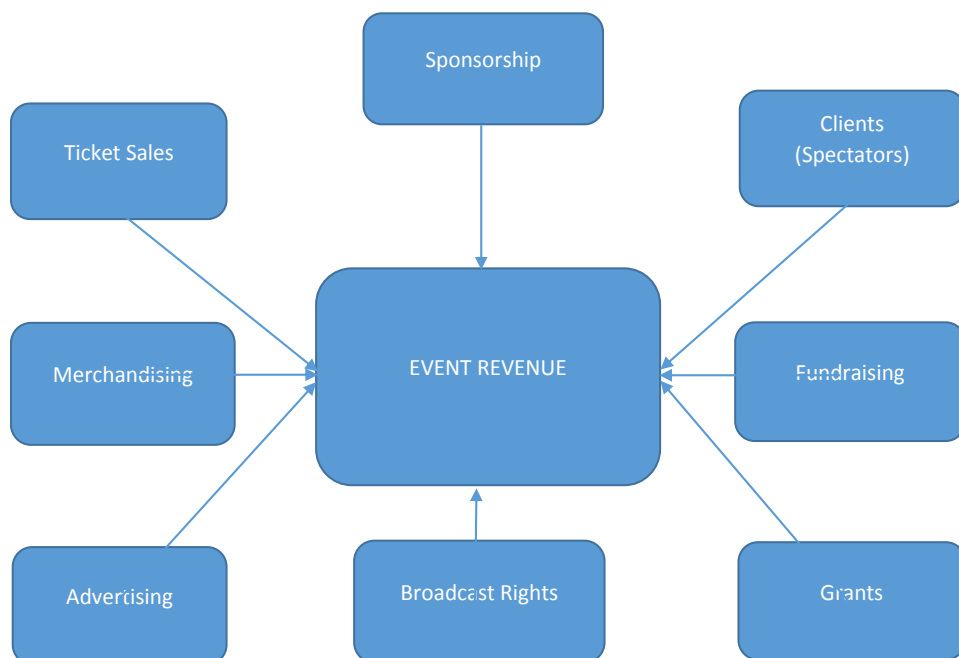 Sponsorship
Ticket Sales
Clients
(Spectators)
EVENT REVENUE
Merchandising
Fundraising
Advertising
Broadcast Rights
Grants